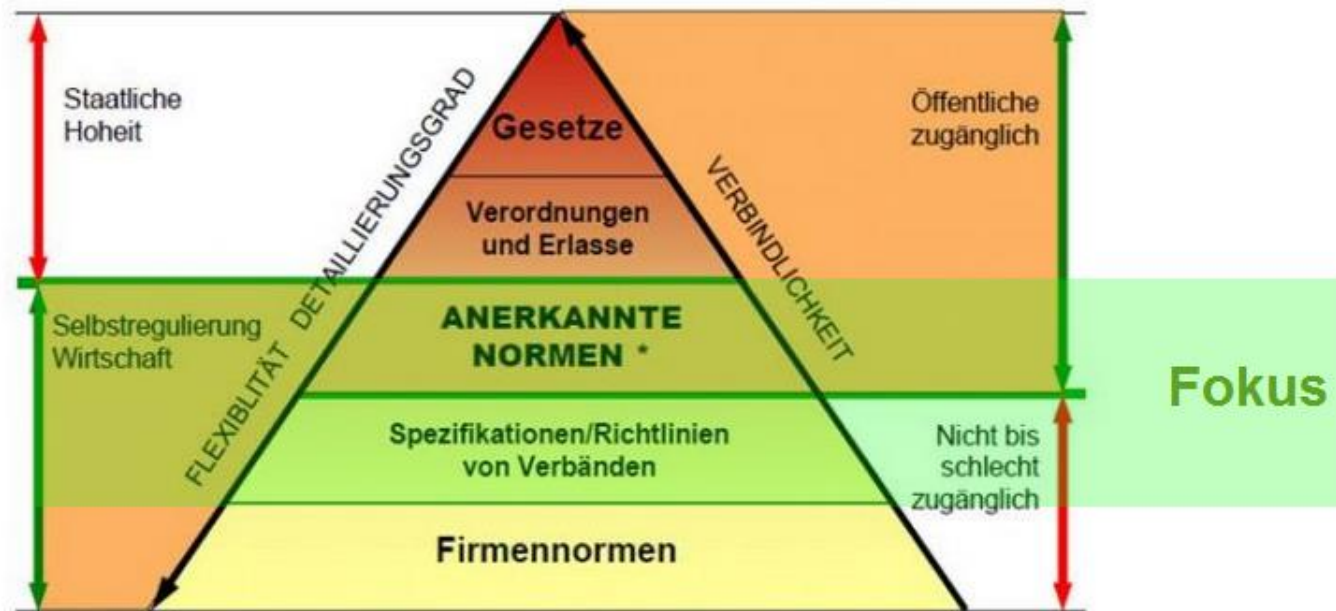 Staatliche
Hoheit
Gesetze
Öffentliche
zugänglich
DETAILLIERUNGSGRAD
VERBINDLICHKEIT
Verordnungen
und Erlasse
Selbstregulierung
Wirtschaft
FLEXIBLITÄT
ANERKANNTE
NORMEN *
Fokus
Spezifikationen/Richtlinien
von Verbänden
Nicht bis
schlecht
zugänglich
Firmennormen